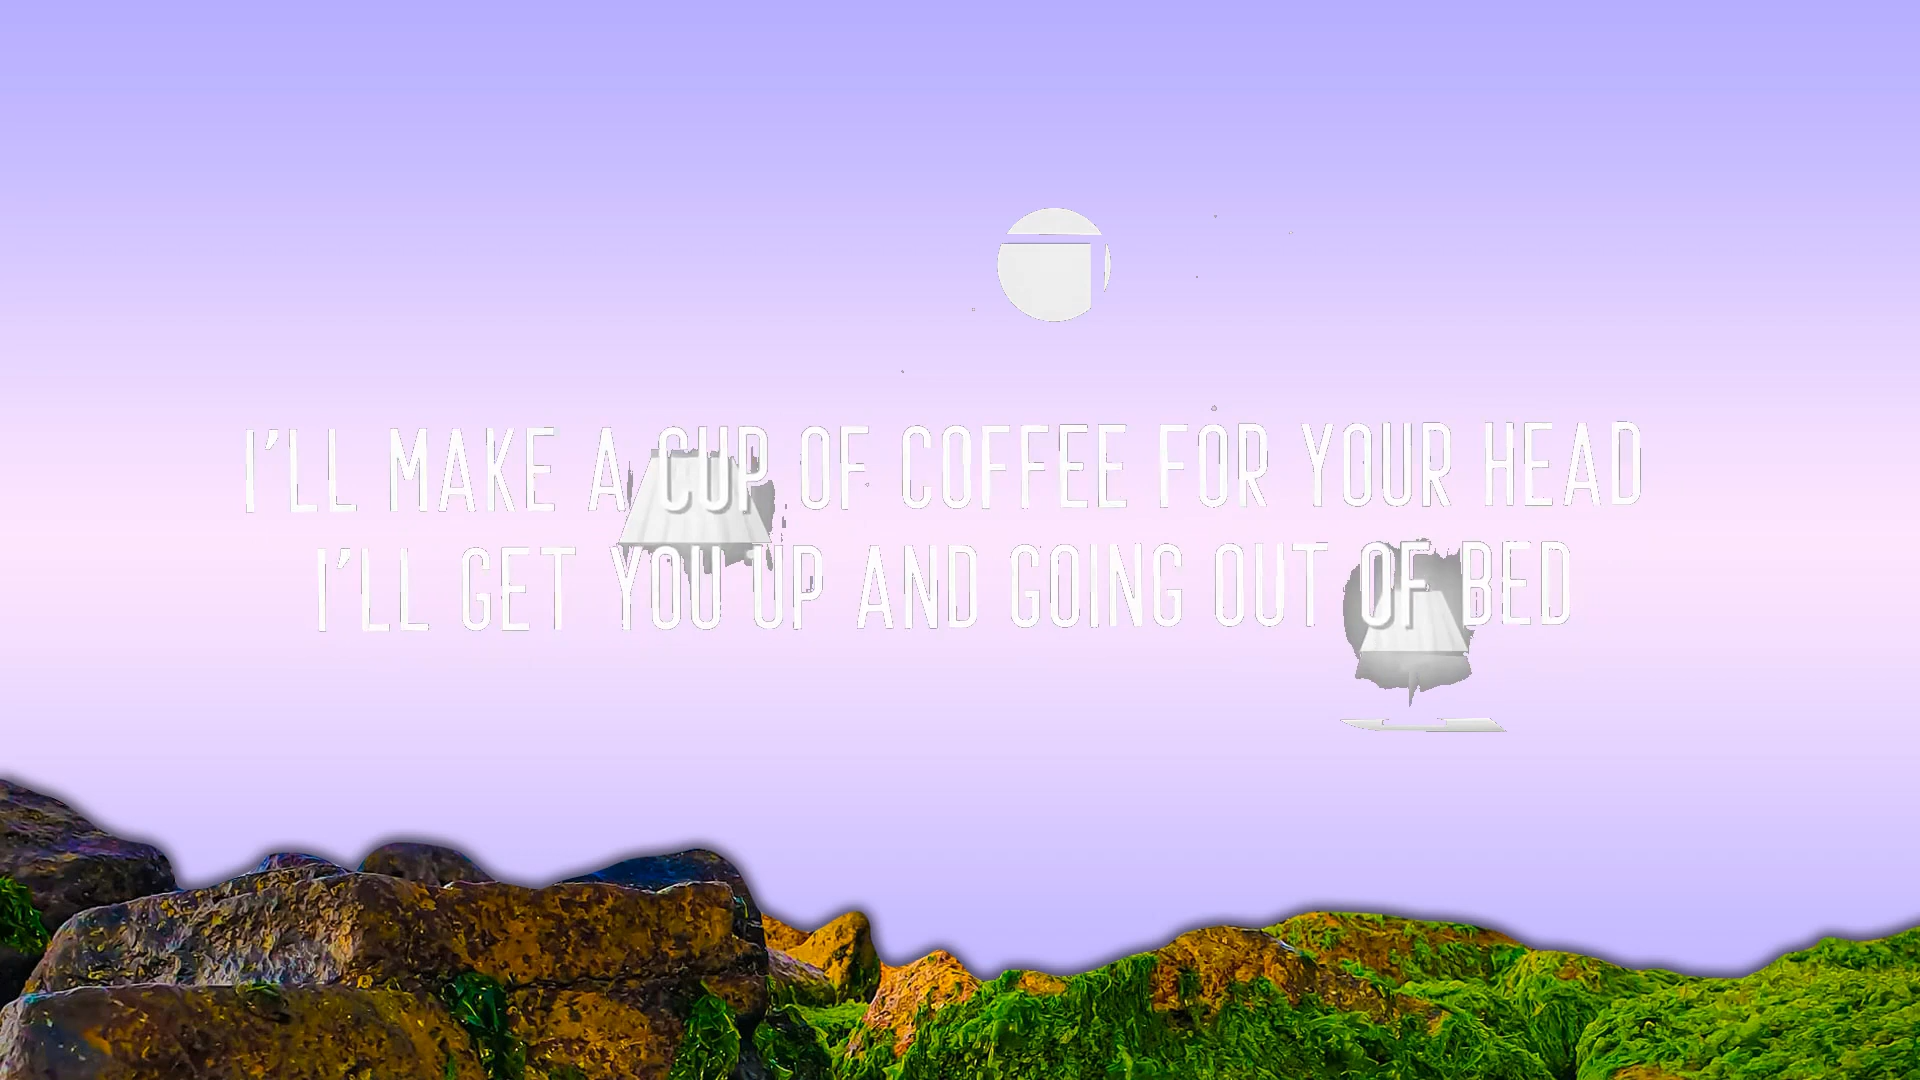 I'LL MAKE A CUP OF COFFEE FOR YOUR HEAD
I'LL GET YOU UP AND GOING OUT OF BED